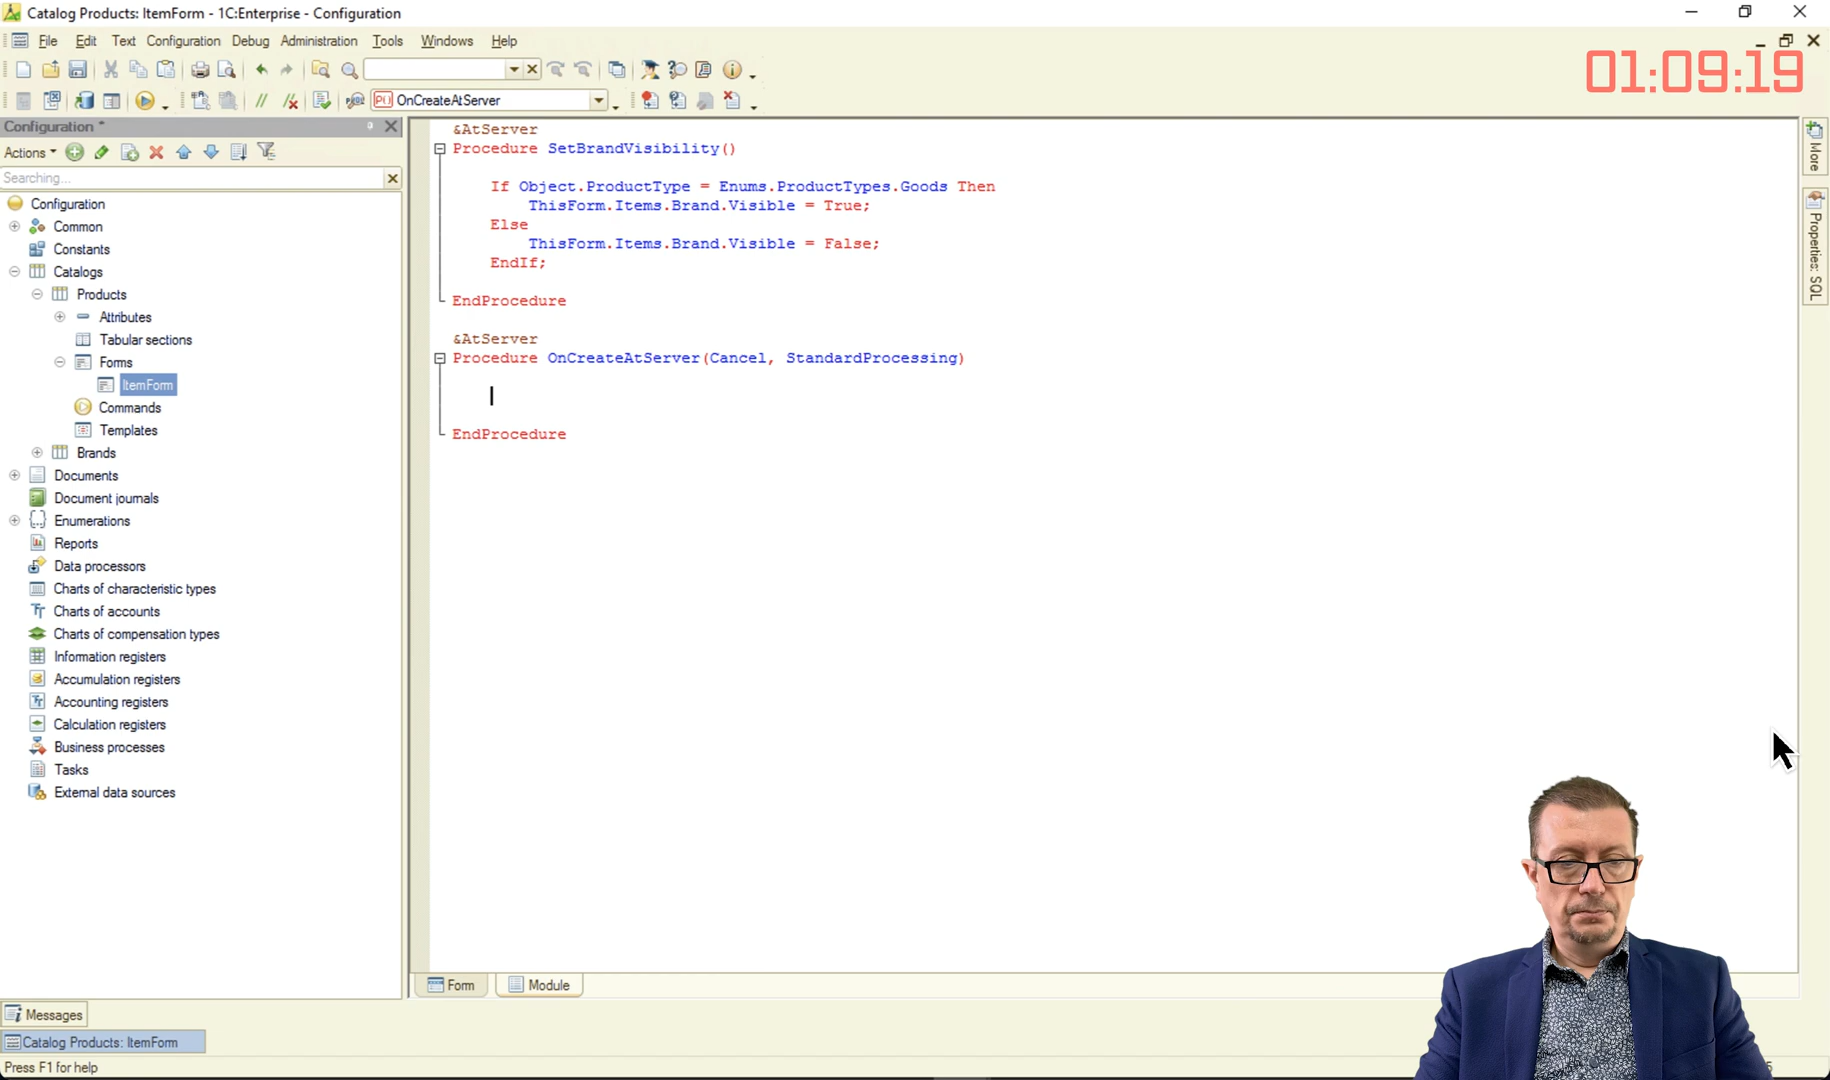 Catalog Products: ItemForm - 1C:Enterprise - Configuration
File Edit Text Configuration Debug Administration Tools Windows Help
01:09:19
OnCreateAtServer
Configuration *
Actions
Searching...
Configuration
Common
Constants
Catalogs
Products
Attributes
Tabular sections
Forms
ItemForm
Commands
Templates
Brands
Documents
Document journals
Enumerations
Reports
Data processors
Charts of characteristic types
Charts of accounts
Charts of compensation types
Information registers
Accumulation registers
Accounting registers
Calculation registers
Business processes
Tasks
External data sources
&AtServer
Procedure SetBrandVisibility()
If Object.ProductType = Enums.ProductTypes.Goods Then
ThisForm.Items.Brand.Visible = True;
Else
ThisForm.Items.Brand.Visible = False;
EndIf;
EndProcedure
&AtServer
Procedure OnCreateAtServer(Cancel, StandardProcessing)
EndProcedure
More
Properties: SQL
Form
Module
Messages
Catalog Products: ItemForm
Press F1 for help